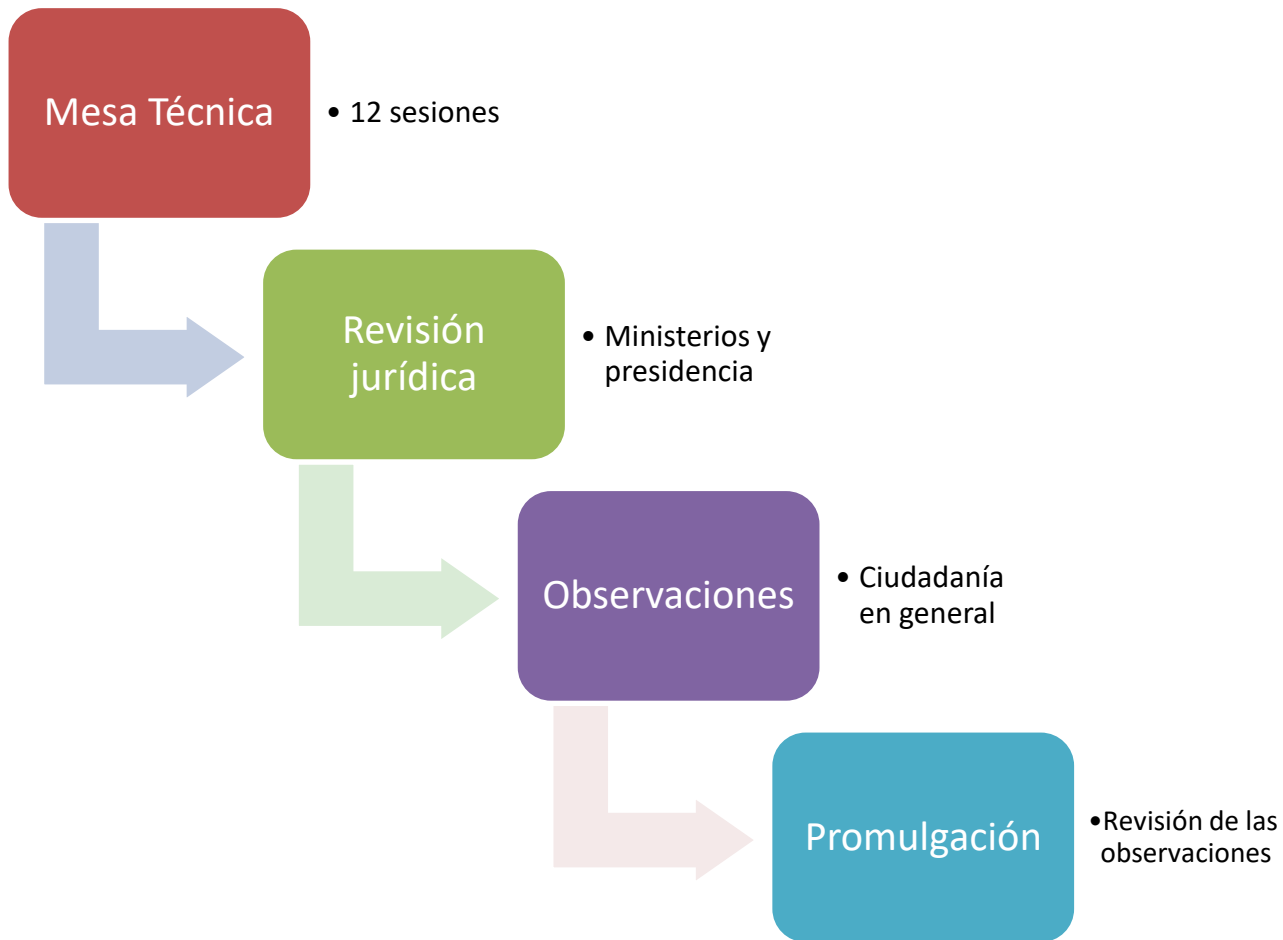 Mesa Técnica
• 12 sesiones
Revisión
jurídica
• Ministerios y
presidencia
Observaciones
• Ciudadanía
en general
Promulgación
•Revisión de las
observaciones